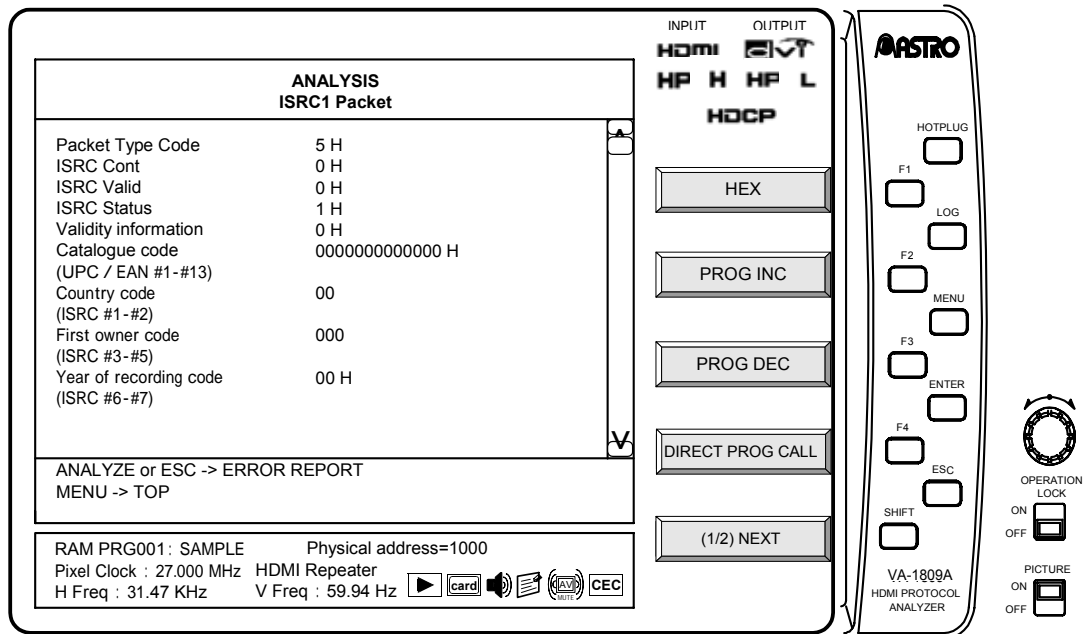 ANALYSIS
ISRC1 Packet
Packet Type Code 5 H
ISRC Cont 0 H
ISRC Valid 0 H
ISRC Status 1 H
Validity information 0 H
Catalogue code 0000000000000 H
(UPC / EAN #1-#13)
Country code 00
(ISRC #1-#2)
First owner code 000
(ISRC #3-#5)
Year of recording code 00 H
(ISRC #6-#7)
ANALYZE or ESC -> ERROR REPORT
MENU -> TOP
RAM PRG001: SAMPLE Physical address=1000
Pixel Clock : 27.000 MHz HDMI Repeater
H Freq : 31.47 KHz V Freq : 59.94 Hz card AV MUTE CEC
INPUT OUTPUT
HDMI DVI
HP H HP L
HDCP
HEX
PROG INC
PROG DEC
DIRECT PROG CALL
(1/2) NEXT
ASTRO
HOTPLUG
F1
LOG
F2
MENU
F3
ENTER
F4
ESC
SHIFT
VA-1809A
HDMI PROTOCOL
ANALYZER
OPERATION
LOCK
ON
OFF
PICTURE
ON
OFF